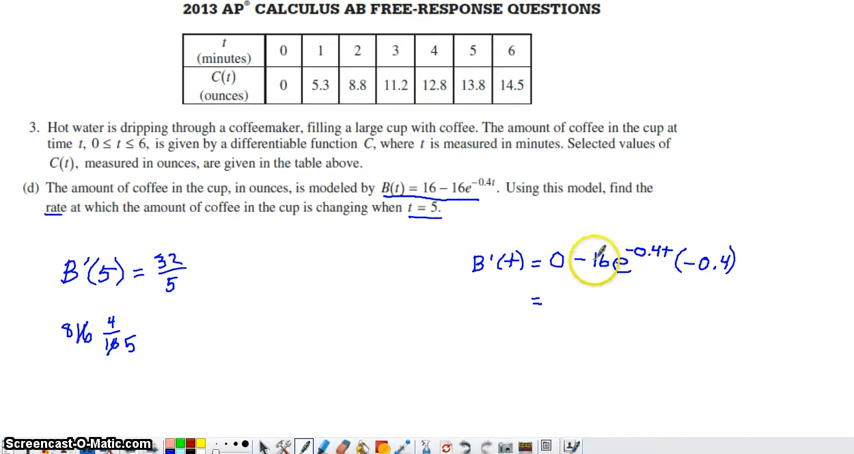 2013 AP® CALCULUS AB FREE-RESPONSE QUESTIONS
t (minutes) 0 1 2 3 4 5 6
C(t) (ounces) 0 5.3 8.8 11.2 12.8 13.8 14.5
3. Hot water is dripping through a coffeemaker, filling a large cup with coffee. The amount of coffee in the cup at
time t, 0 ≤ t ≤ 6, is given by a differentiable function C, where t is measured in minutes. Selected values of
C(t), measured in ounces, are given in the table above.
(d) The amount of coffee in the cup, in ounces, is modeled by B(t) = 16 − 16e^−0.4t. Using this model, find the
rate at which the amount of coffee in the cup is changing when t = 5.
B'(5) = 32/5
B'(t) = 0 − 16e^−0.4t (−0.4)
=
8 16 4/10 5
Screencast-O-Matic.com